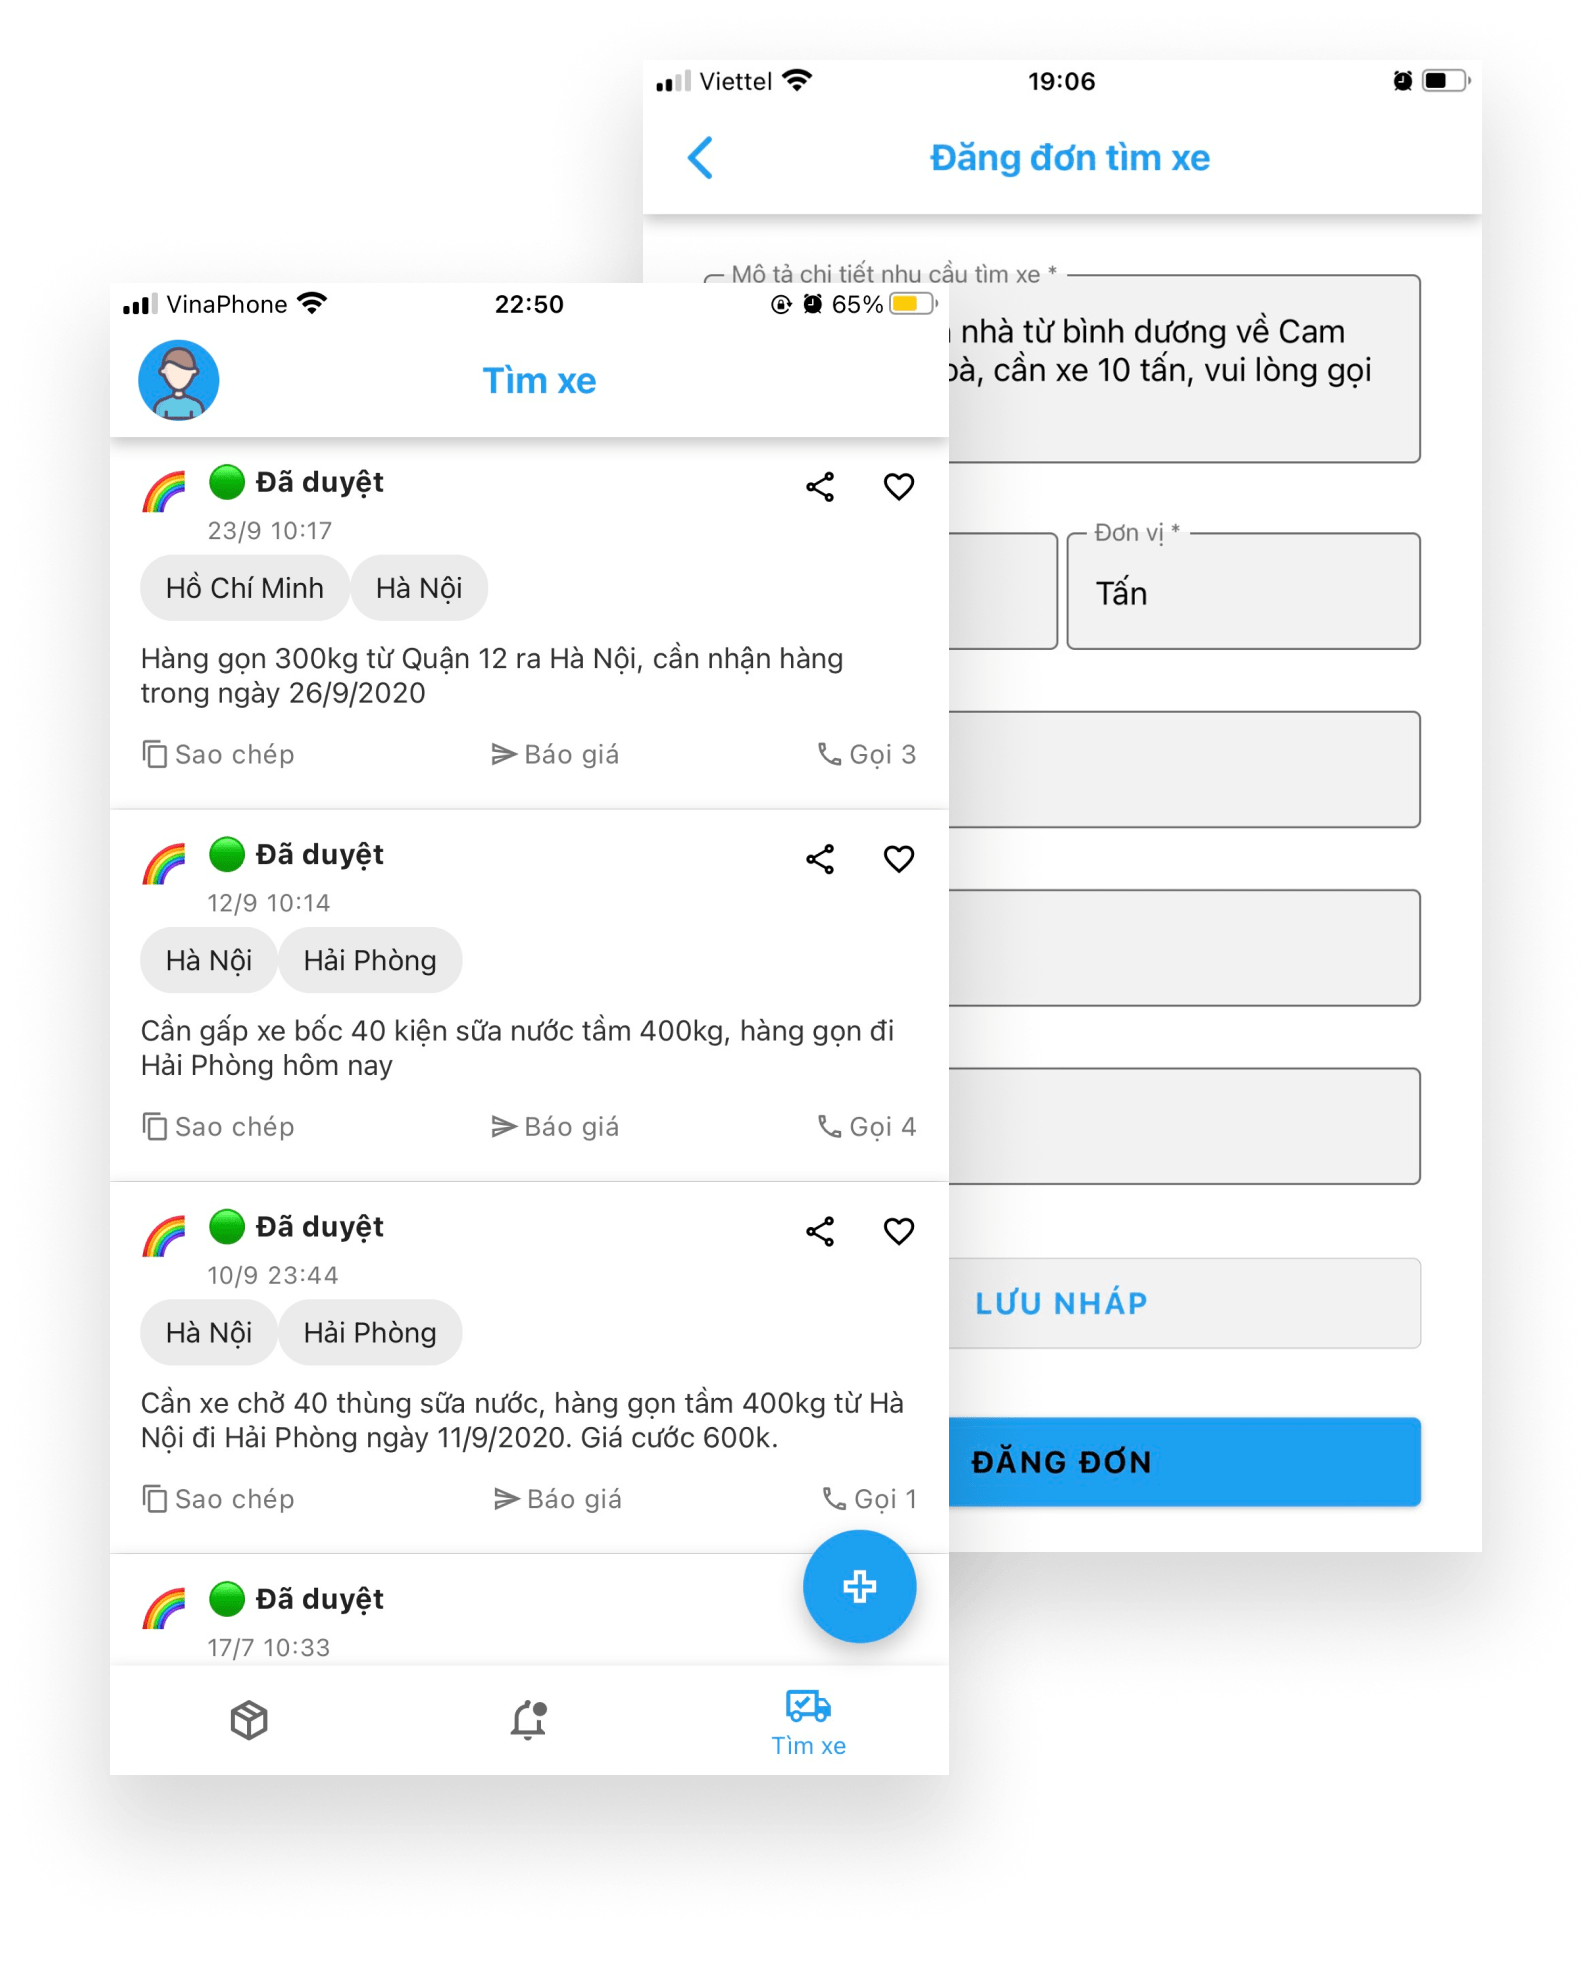 Viettel
19:06
Đăng đơn tìm xe
Mô tả chi tiết nhu cầu tìm xe *
nhà từ bình dương về Cam
cần xe 10 tấn, vui lòng gọi
Đơn vị *
Tấn
LƯU NHÁP
ĐĂNG ĐƠN
VinaPhone
22:50
65%
Tìm xe
Đã duyệt
23/9 10:17
Hồ Chí Minh
Hà Nội
Hàng gọn 300kg từ Quận 12 ra Hà Nội, cần nhận hàng
trong ngày 26/9/2020
Sao chép
Báo giá
Gọi 3
Đã duyệt
12/9 10:14
Hà Nội
Hải Phòng
Cần gấp xe bốc 40 kiện sữa nước tầm 400kg, hàng gọn đi
Hải Phòng hôm nay
Sao chép
Báo giá
Gọi 4
Đã duyệt
10/9 23:44
Hà Nội
Hải Phòng
Cần xe chở 40 thùng sữa nước, hàng gọn tầm 400kg từ Hà
Nội đi Hải Phòng ngày 11/9/2020. Giá cước 600k.
Sao chép
Báo giá
Gọi 1
Đã duyệt
17/7 10:33
Tìm xe